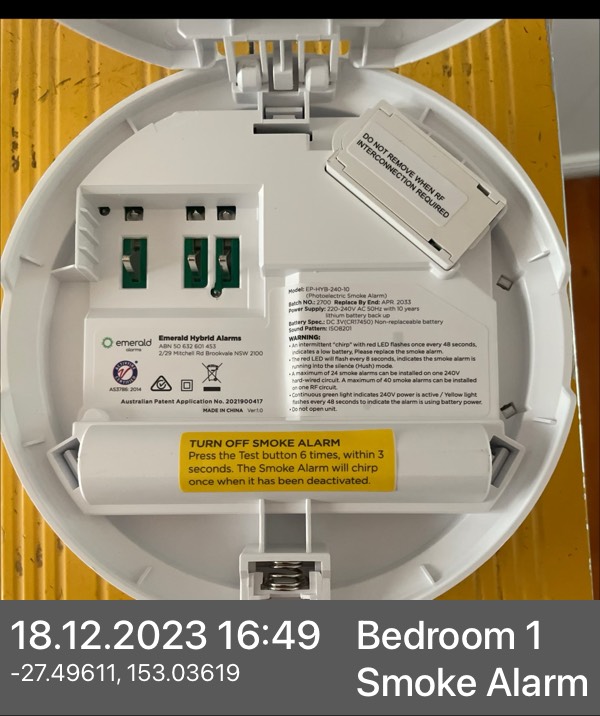 DO NOT REMOVE WHEN RF
INTERCONNECTION REQUIRED
Model: EP-HYB-240-10
(Photoelectric Smoke Alarm)
Batch NO.: 2700 Replace By End: APR. 2033
Power Supply: 220-240V AC 50Hz with 10 years
lithium battery back up
Battery Spec.: DC 3V(CR17450) Non-replaceable battery
Sound Pattern: ISO8201
WARNING:
• An intermittent "chirp" with red LED flashes once every 48 seconds,
indicates a low battery, Please replace the smoke alarm.
• The red LED will flash every 8 seconds, indicates the smoke alarm is
running into the silence (Hush) mode.
• A maximum of 24 smoke alarms can be installed on one 240V
hard-wired circuit. A maximum of 40 smoke alarms can be installed
on one RF circuit.
• Continuous green light indicates 240V power is active / Yellow light
flashes every 48 seconds to indicate the alarm is using battery power.
• Do not open unit.
emerald
alarms
Emerald Hybrid Alarms
ABN 50 632 601 453
2/29 Mitchell Rd Brookvale NSW 2100
AS3786: 2014
Australian Patent Application No. 2021900417
MADE IN CHINA Ver1.0
TURN OFF SMOKE ALARM
Press the Test button 6 times, within 3
seconds. The Smoke Alarm will chirp
once when it has been deactivated.
18.12.2023 16:49
-27.49611, 153.03619
Bedroom 1
Smoke Alarm